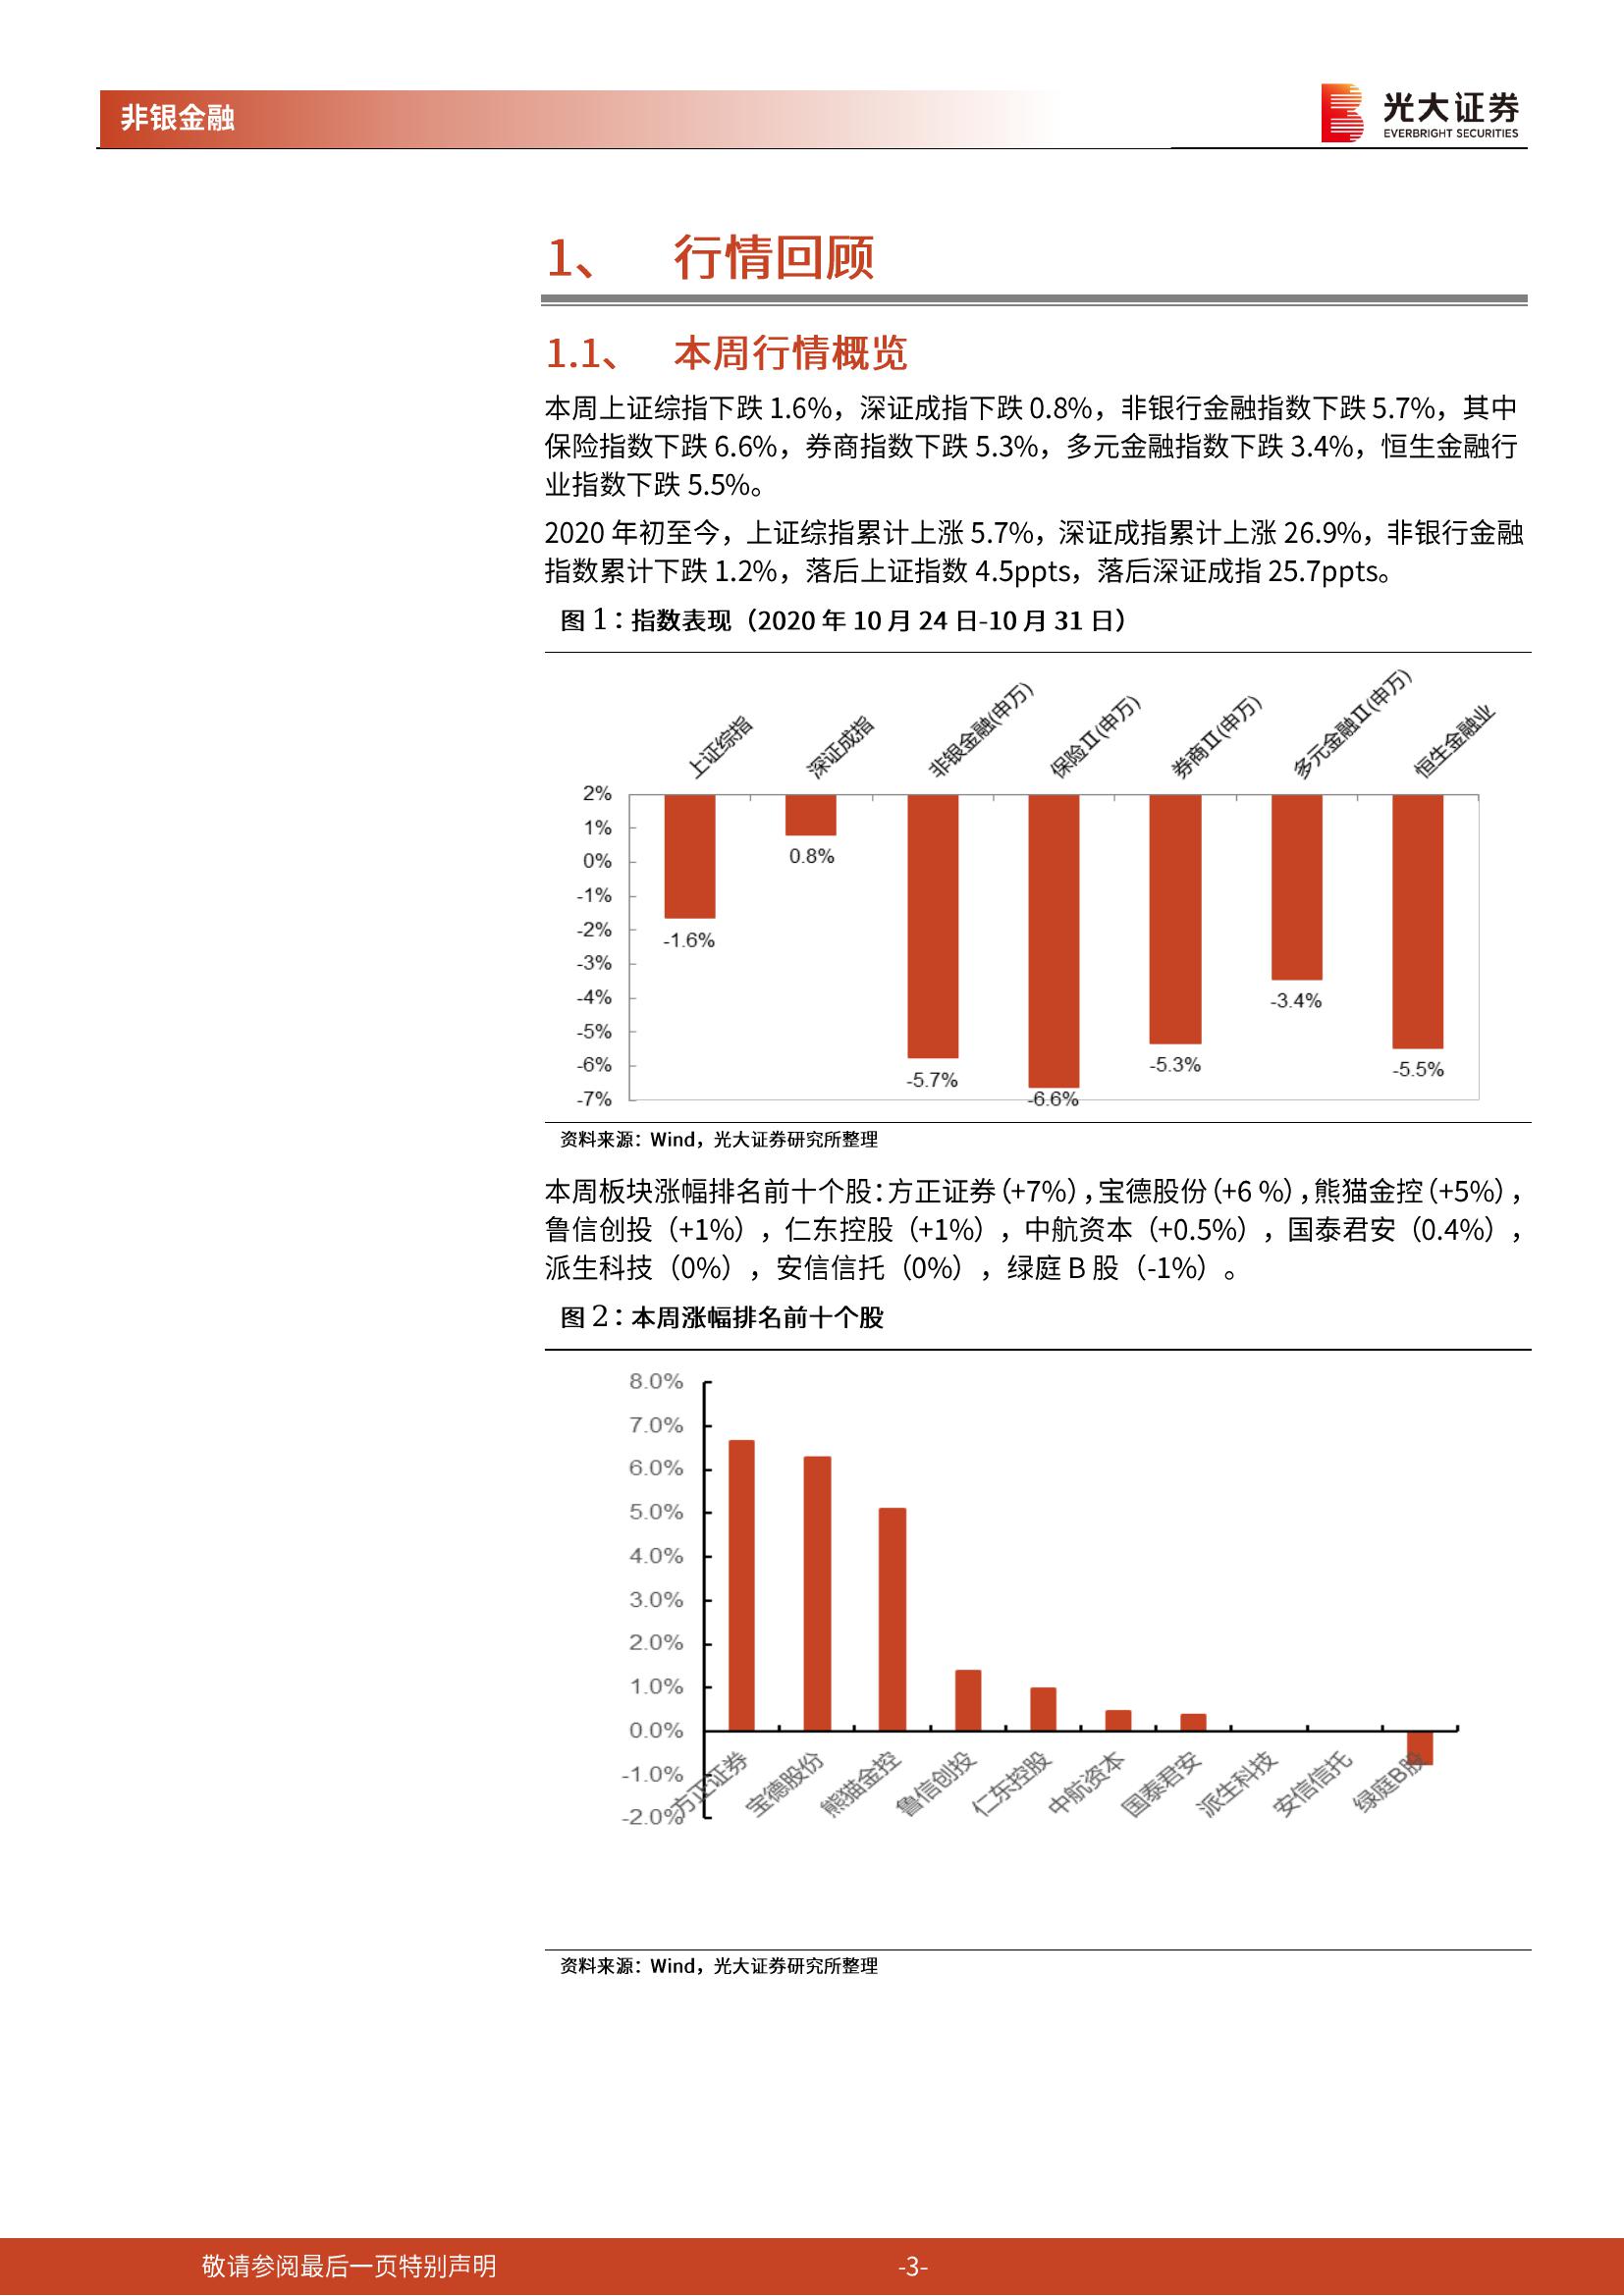 非银金融
光大证券
EVERBRIGHT SECURITIES
1、 行情回顾
1.1、 本周行情概览
本周上证综指下跌 1.6%，深证成指下跌 0.8%，非银行金融指数下跌 5.7%，其中
保险指数下跌 6.6%，券商指数下跌 5.3%，多元金融指数下跌 3.4%，恒生金融行
业指数下跌 5.5%。
2020 年初至今，上证综指累计上涨 5.7%，深证成指累计上涨 26.9%，非银行金融
指数累计下跌 1.2%，落后上证指数 4.5ppts，落后深证成指 25.7ppts。
图 1：指数表现（2020 年 10 月 24 日-10 月 31 日）
上证综指
深证成指
非银金融(申万)
保险Ⅱ(申万)
券商Ⅱ(申万)
多元金融Ⅱ(申万)
恒生金融业
2%
1%
0%
-1%
-2%
-3%
-4%
-5%
-6%
-7%
-1.6%
0.8%
-5.7%
-6.6%
-5.3%
-3.4%
-5.5%
资料来源：Wind，光大证券研究所整理
本周板块涨幅排名前十个股：方正证券（+7%），宝德股份（+6 %），熊猫金控（+5%），
鲁信创投（+1%），仁东控股（+1%），中航资本（+0.5%），国泰君安（0.4%），
派生科技（0%），安信信托（0%），绿庭 B 股（-1%）。
图 2：本周涨幅排名前十个股
8.0%
7.0%
6.0%
5.0%
4.0%
3.0%
2.0%
1.0%
0.0%
-1.0%
-2.0%
方正证券
宝德股份
熊猫金控
鲁信创投
仁东控股
中航资本
国泰君安
派生科技
安信信托
绿庭B股
资料来源：Wind，光大证券研究所整理
敬请参阅最后一页特别声明
-3-